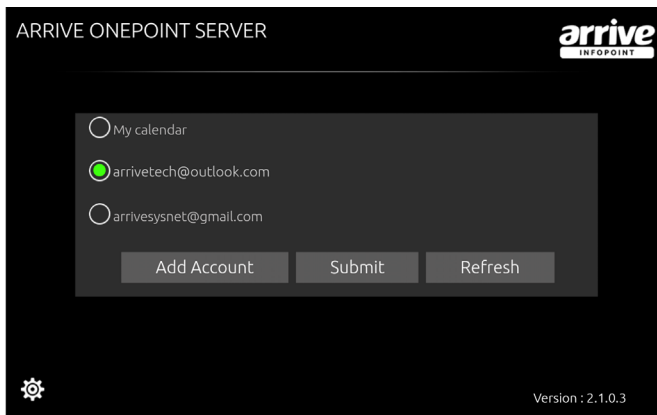 ARRIVE ONEPOINT SERVER
arrive
INFOPOINT
My calendar
arrivetech@outlook.com
arrivesysnet@gmail.com
Add Account Submit Refresh
Version : 2.1.0.3